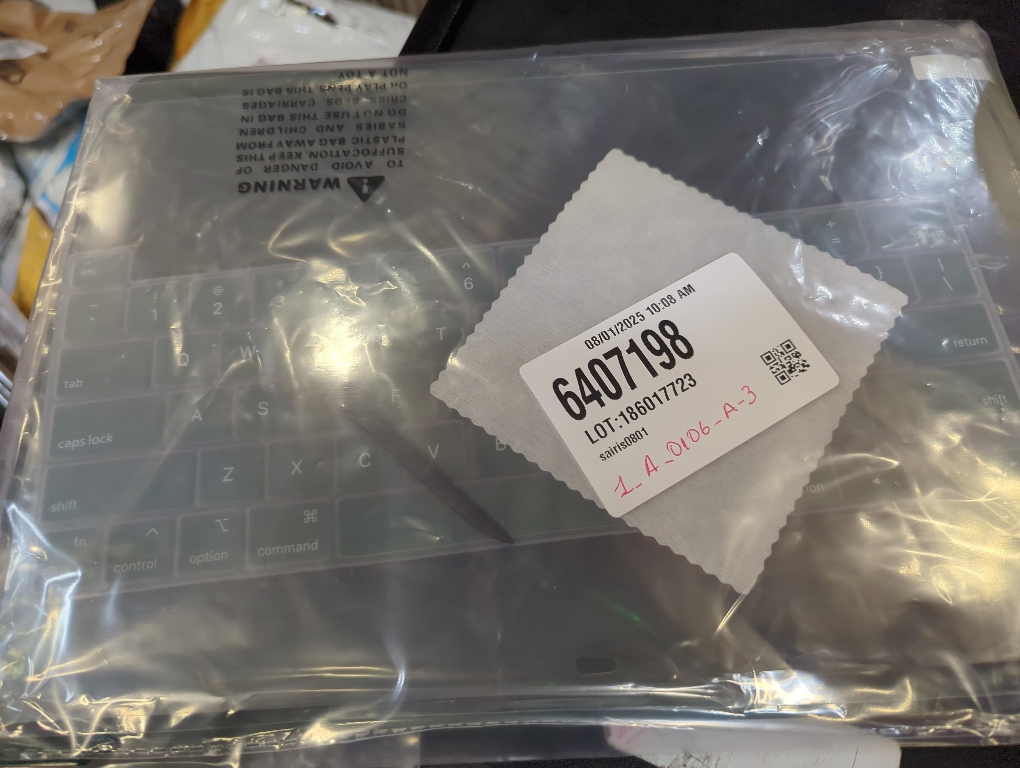 WARNING
TO AVOID DANGER OF
SUFFOCATION, KEEP THIS
PLASTIC BAG AWAY FROM
BABIES AND CHILDREN.
DO NOT USE THIS BAG IN
CRIBS, BEDS, CARRIAGES
OR PLAY PENS. THIS BAG IS
NOT A TOY
08/01/2025 10:08 AM
6407198
LOT:186017723
sairis0801
1_A_0106_A-3
esc
~ ! 1 @ 2 3 ^ 6 + = 
tab Q W T } | \
caps lock A S F return
shift Z X C V B shift
fn ^ control ⌥ option ⌘ command